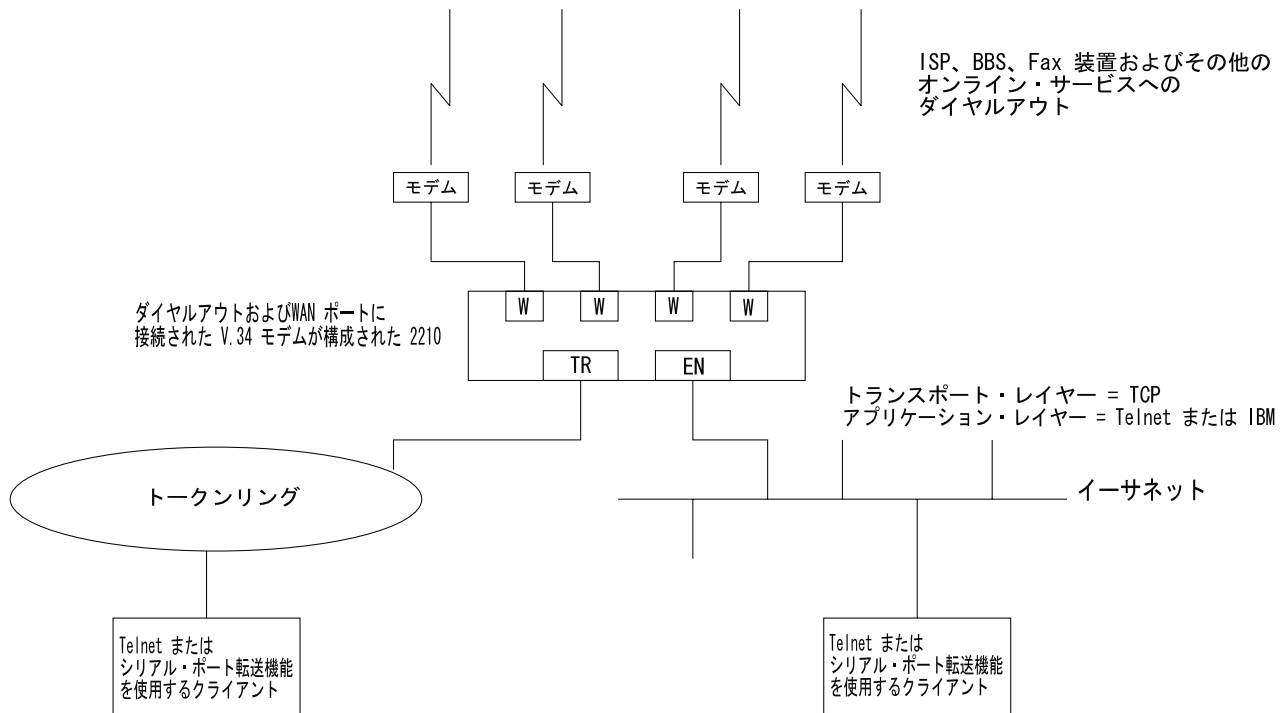 ISP、BBS、Fax 装置およびその他の
オンライン・サービスへの
ダイヤルアウト
モデム
モデム
モデム
モデム
W
W
W
W
ダイヤルアウトおよびWAN ポートに
接続された V.34 モデムが構成された 2210
TR
EN
トランスポート・レイヤー = TCP
アプリケーション・レイヤー = Telnet または IBM
トークンリング
イーサネット
Telnet または
シリアル・ポート転送機能
を使用するクライアント
Telnet または
シリアル・ポート転送機能
を使用するクライアント